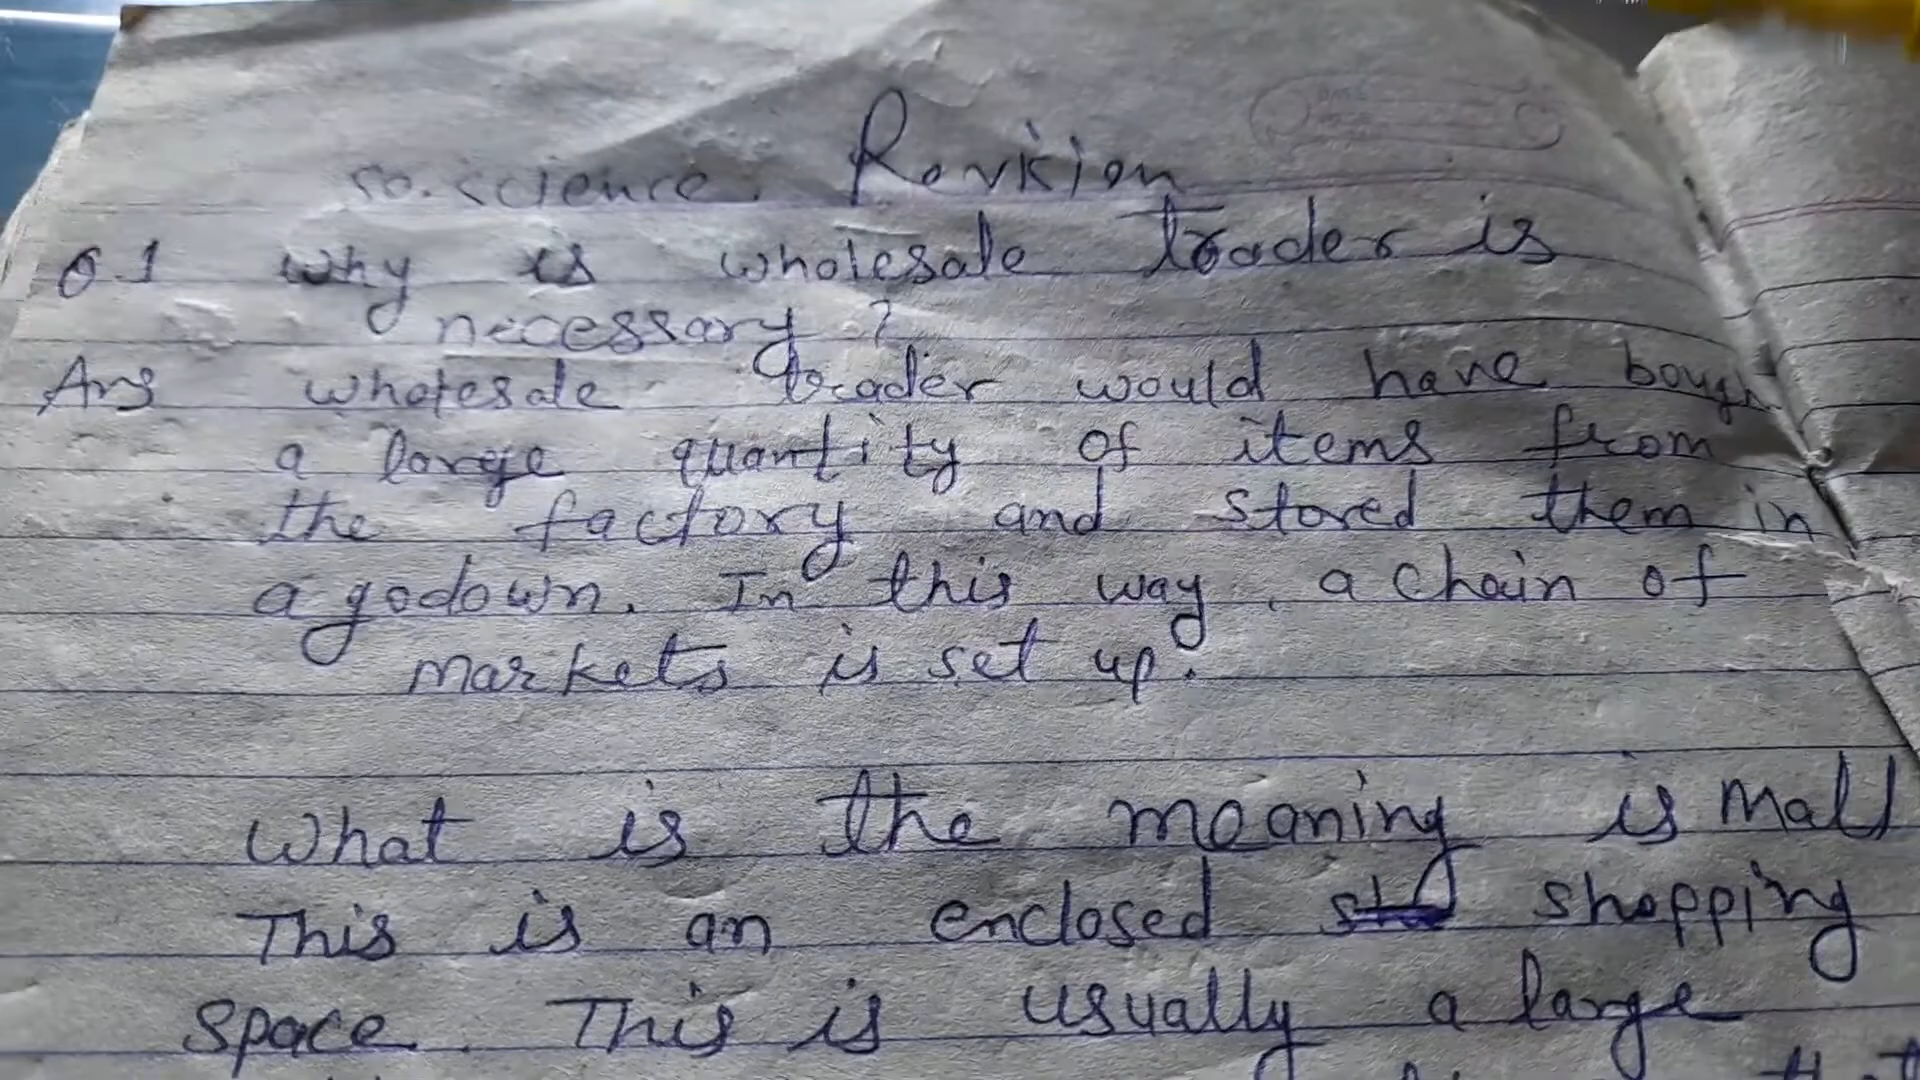 so.science. Revision
Q 1 why is wholesale trader is
necessary ?
Ans wholesale trader would have bough
a large quantity of items from
the factory and stored them in
a godown. In this way, a chain of
markets is set up.
What is the meaning is Mall
This is an enclosed shopping
space. This is usually a large